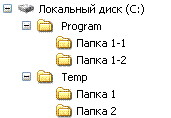 Локальный диск (C:)
Program
Папка 1-1
Папка 1-2
Temp
Папка 1
Папка 2